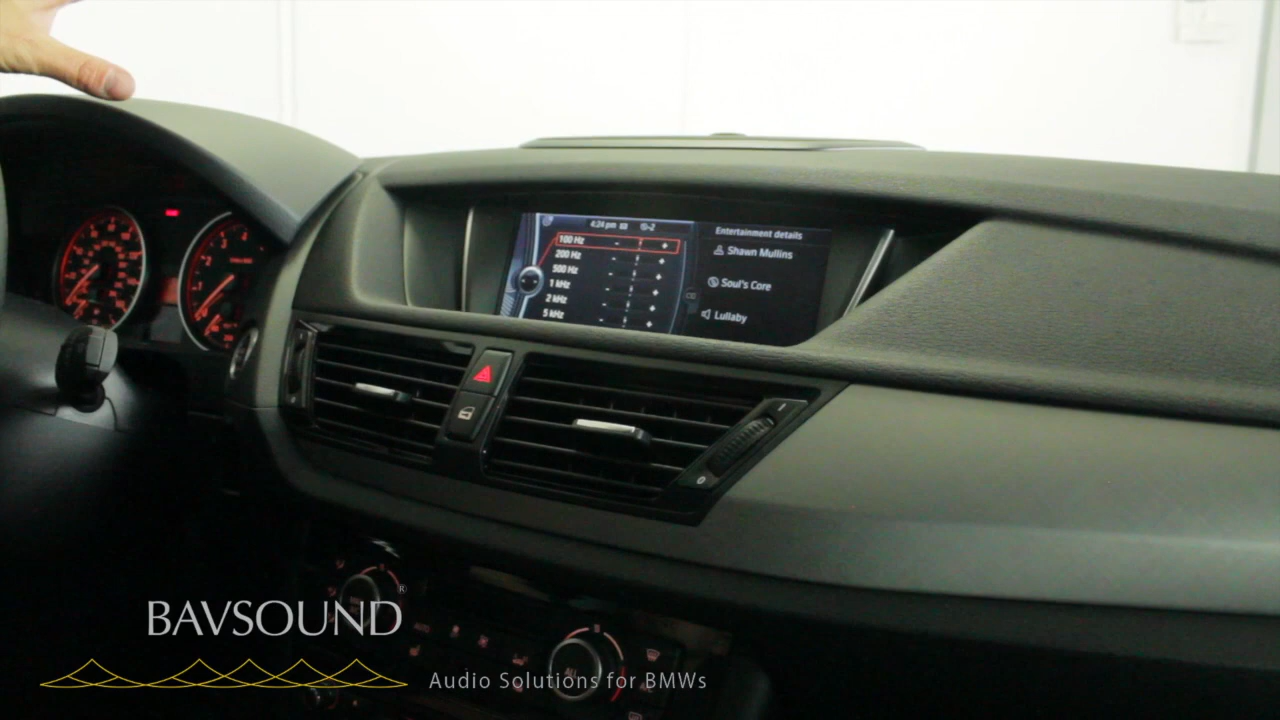 4:24 pm
100 Hz
200 Hz
500 Hz
1 kHz
2 kHz
5 kHz
Entertainment details
Shawn Mullins
Soul's Core
Lullaby
BAVSOUND®
Audio Solutions for BMWs